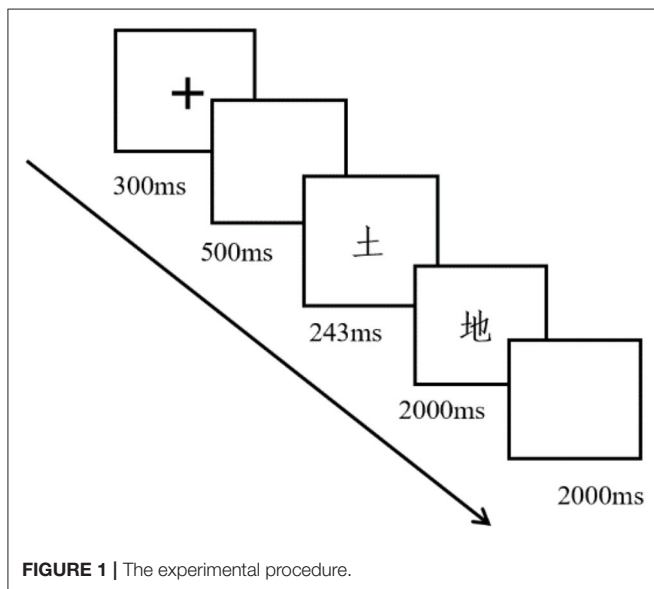 +
300ms
500ms
土
243ms
地
2000ms
2000ms
FIGURE 1 | The experimental procedure.